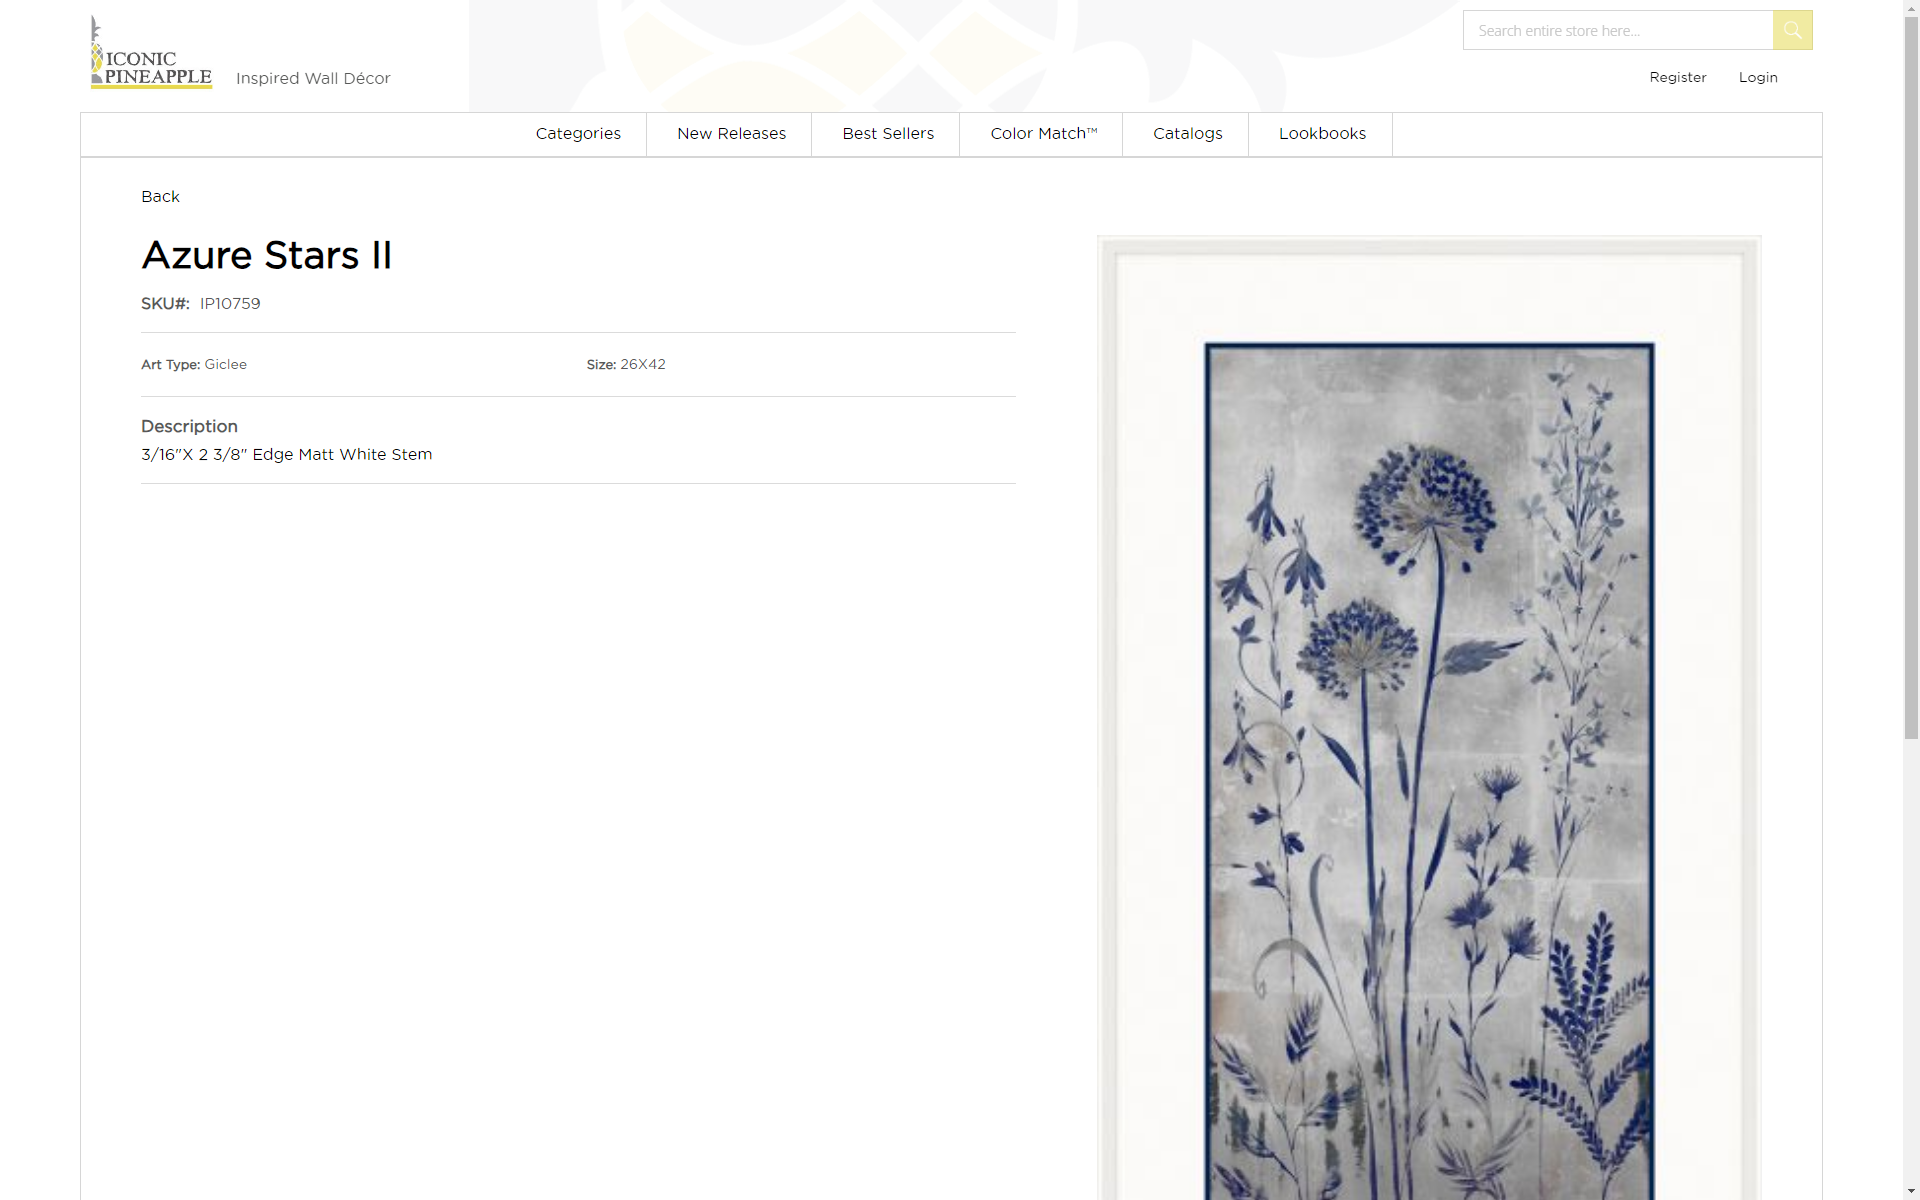 ICONIC
PINEAPPLE
Inspired Wall Décor
Search entire store here...
Register
Login
Categories
New Releases
Best Sellers
Color Match™
Catalogs
Lookbooks
Back
Azure Stars II
SKU#: IP10759
Art Type: Giclee
Size: 26X42
Description
3/16"X 2 3/8" Edge Matt White Stem